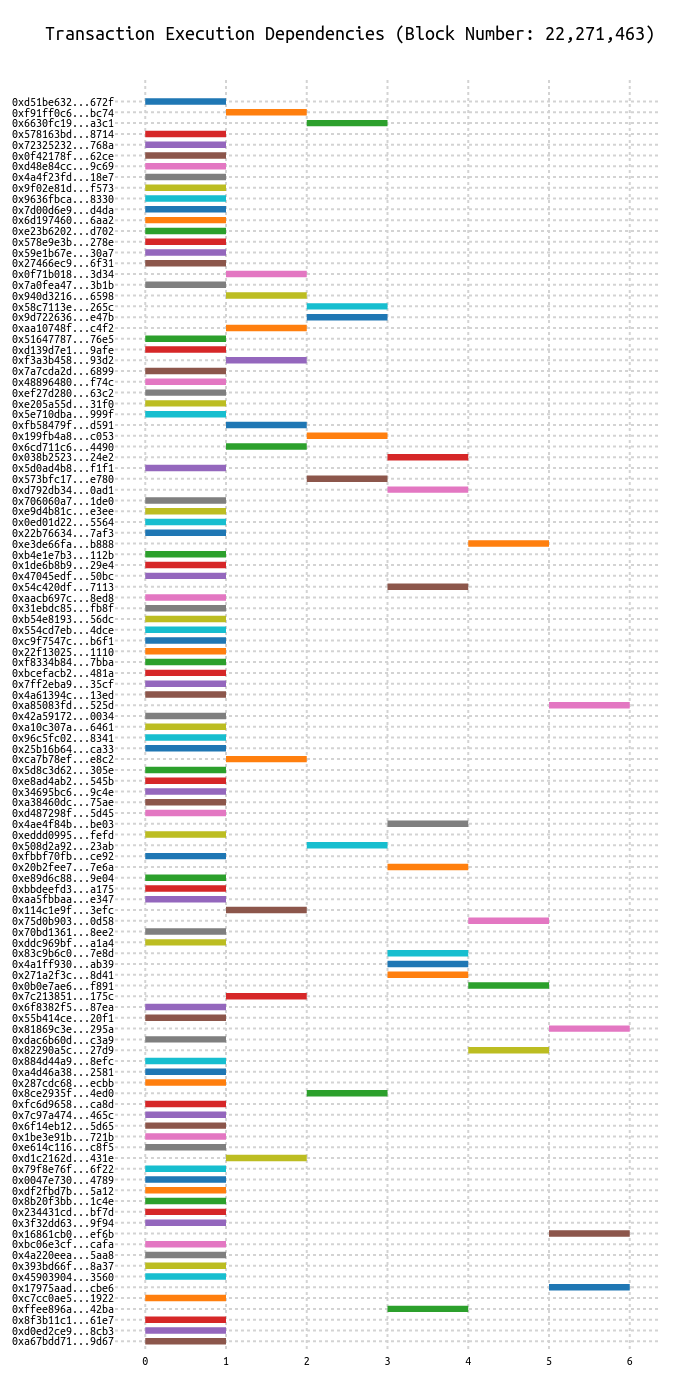 Transaction Execution Dependencies (Block Number: 22,271,463)
0xd51be632...672f
0xf91ff0c6...bc74
0x6630fc19...a3c1
0x578163bd...8714
0x72325232...768a
0x0f42178f...62ce
0xd48e84cc...9c69
0x4a4f23fd...18e7
0x9f02e81d...f573
0x9636fbca...8330
0x7d00d6e9...d4da
0x6d197460...6aa2
0xe23b6202...d702
0x578e9e3b...278e
0x59e1b67e...30a7
0x27466ec9...6f31
0x0f71b018...3d34
0x7a0fea47...3b1b
0x940d3216...6598
0x58c7113e...265c
0x9d722636...e47b
0xaa10748f...c4f2
0x51647787...76e5
0xd139d7e1...9afe
0xf3a3b458...93d2
0x7a7cda2d...6899
0x48896480...f74c
0xef27d280...63c2
0xe205a55d...31f0
0x5e710dba...999f
0xfb58479f...d591
0x199fb4a8...c053
0x6cd711c6...4490
0x038b2523...24e2
0x5d0ad4b8...f1f1
0x573bfc17...e780
0xd792db34...0ad1
0x706060a7...1de0
0xe9d4b81c...e3ee
0x0ed01d22...5564
0x22b76634...7af3
0xe3de66fa...b888
0xb4e1e7b3...112b
0x1de6b8b9...29e4
0x47045edf...50bc
0x54c420df...7113
0xaacb697c...8ed8
0x31ebdc85...fb8f
0xb54e8193...56dc
0x554cd7eb...4dce
0xc9f7547c...b6f1
0x22f13025...1110
0xf8334b84...7bba
0xbcefacb2...481a
0x7ff2eba9...35cf
0x4a61394c...13ed
0xa85083fd...525d
0x42a59172...0034
0xa10c307a...6461
0x96c5fc02...8341
0x25b16b64...ca33
0xca7b78ef...e8c2
0x5d8c3d62...305e
0xe8ad4ab2...545b
0x34695bc6...9c4e
0xa38460dc...75ae
0xd487298f...5d45
0x4ae4f84b...be03
0xeddd0995...fefd
0x508d2a92...23ab
0xfbbf70fb...ce92
0x20b2fee7...7e6a
0xe89d6c88...9e04
0xbbdeefd3...a175
0xaa5fbbaa...e347
0x114c1e9f...3efc
0x75d0b903...0d58
0x70bd1361...8ee2
0xddc969bf...a1a4
0x83c9b6c0...7e8d
0x4a1ff930...ab39
0x271a2f3c...8d41
0x0b0e7ae6...f891
0x7c213851...175c
0x6f8382f5...87ea
0x55b414ce...20f1
0x81869c3e...295a
0xdac6b60d...c3a9
0x82290a5c...27d9
0x884d44a9...8efc
0xa4d46a38...2581
0x287cdc68...ecbb
0x8ce2935f...4ed0
0xfc6d9658...ca8d
0x7c97a474...465c
0x6f14eb12...5d65
0x1be3e91b...721b
0xe614c116...c8f5
0xd1c2162d...431e
0x79f8e76f...6f22
0x0047e730...4789
0xdf2fbd7b...5a12
0x8b20f3bb...1c4e
0x234431cd...bf7d
0x3f32dd63...9f94
0x16861cb0...ef6b
0xbc06e3cf...cafa
0x4a220eea...5aa8
0x393bd66f...8a37
0x45903904...3560
0x17975aad...cbe6
0xc7cc0ae5...1922
0xffee896a...42ba
0x8f3b11c1...61e7
0xd0ed2ce9...8cb3
0xa67bdd71...9d67
0 1 2 3 4 5 6